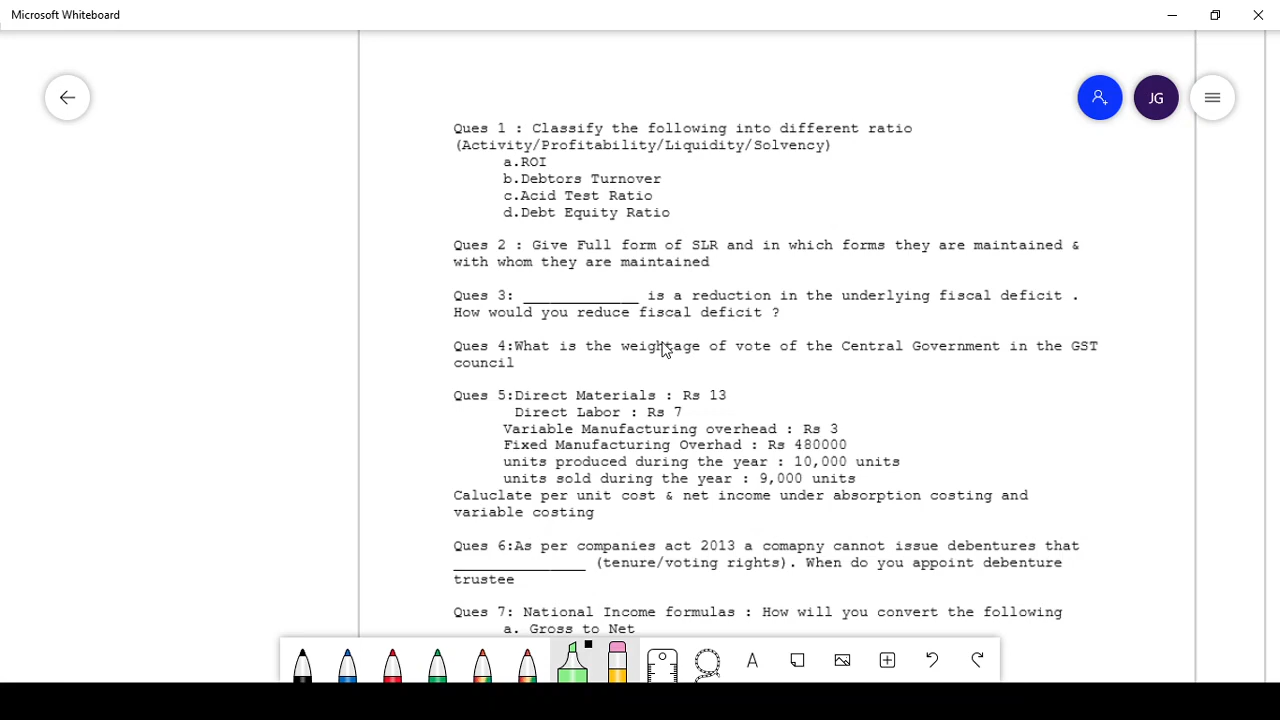 Microsoft Whiteboard
JG
Ques 1 : Classify the following into different ratio
(Activity/Profitability/Liquidity/Solvency)
a.ROI
b.Debtors Turnover
c.Acid Test Ratio
d.Debt Equity Ratio
Ques 2 : Give Full form of SLR and in which forms they are maintained &
with whom they are maintained
Ques 3: _____________ is a reduction in the underlying fiscal deficit .
How would you reduce fiscal deficit ?
Ques 4:What is the weightage of vote of the Central Government in the GST
council
Ques 5:Direct Materials : Rs 13
Direct Labor : Rs 7
Variable Manufacturing overhead : Rs 3
Fixed Manufacturing Overhad : Rs 480000
units produced during the year : 10,000 units
units sold during the year : 9,000 units
Caluclate per unit cost & net income under absorption costing and
variable costing
Ques 6:As per companies act 2013 a comapny cannot issue debentures that
_______________ (tenure/voting rights). When do you appoint debenture
trustee
Ques 7: National Income formulas : How will you convert the following
a. Gross to Net
A